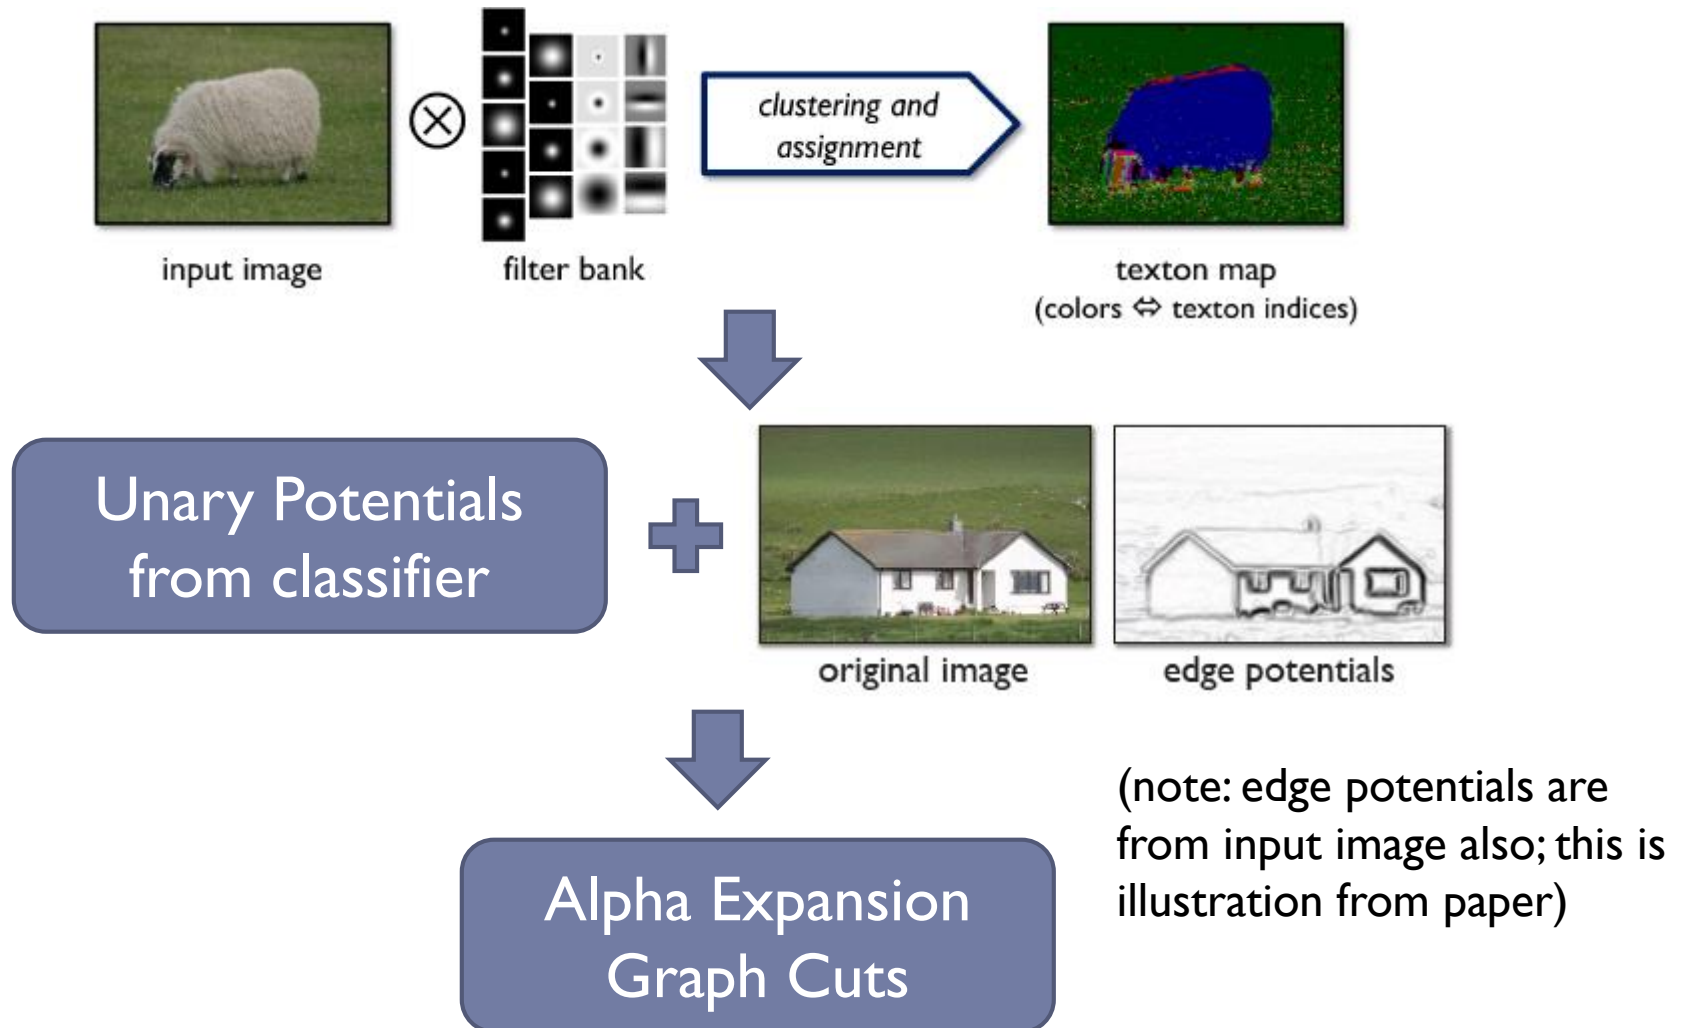 clustering and
assignment
input image
filter bank
texton map
(colors ⇔ texton indices)
Unary Potentials
from classifier
original image
edge potentials
(note: edge potentials are
from input image also; this is
illustration from paper)
Alpha Expansion
Graph Cuts